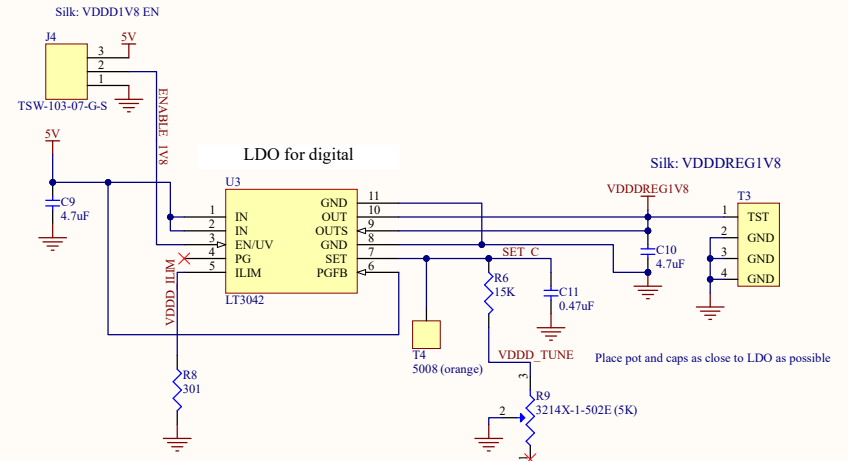 Silk: VDDD1V8 EN
J4
5V
3
2
1
TSW-103-07-G-S
ENABLE_1V8
5V
C9
4.7uF
LDO for digital
U3
1 IN
2 IN
3 EN/UV
4 PG
5 ILIM
GND 11
OUT 10
OUTS 9
GND 8
SET 7
PGFB 6
LT3042
VDDD_ILIM
R8
301
SET_C
R6
15K
C11
0.47uF
T4
5008 (orange)
VDDD_TUNE
3
R9
3214X-1-502E (5K)
2
1
Silk: VDDDREG1V8
VDDDREG1V8
T3
1 TST
2 GND
3 GND
4 GND
C10
4.7uF
Place pot and caps as close to LDO as possible